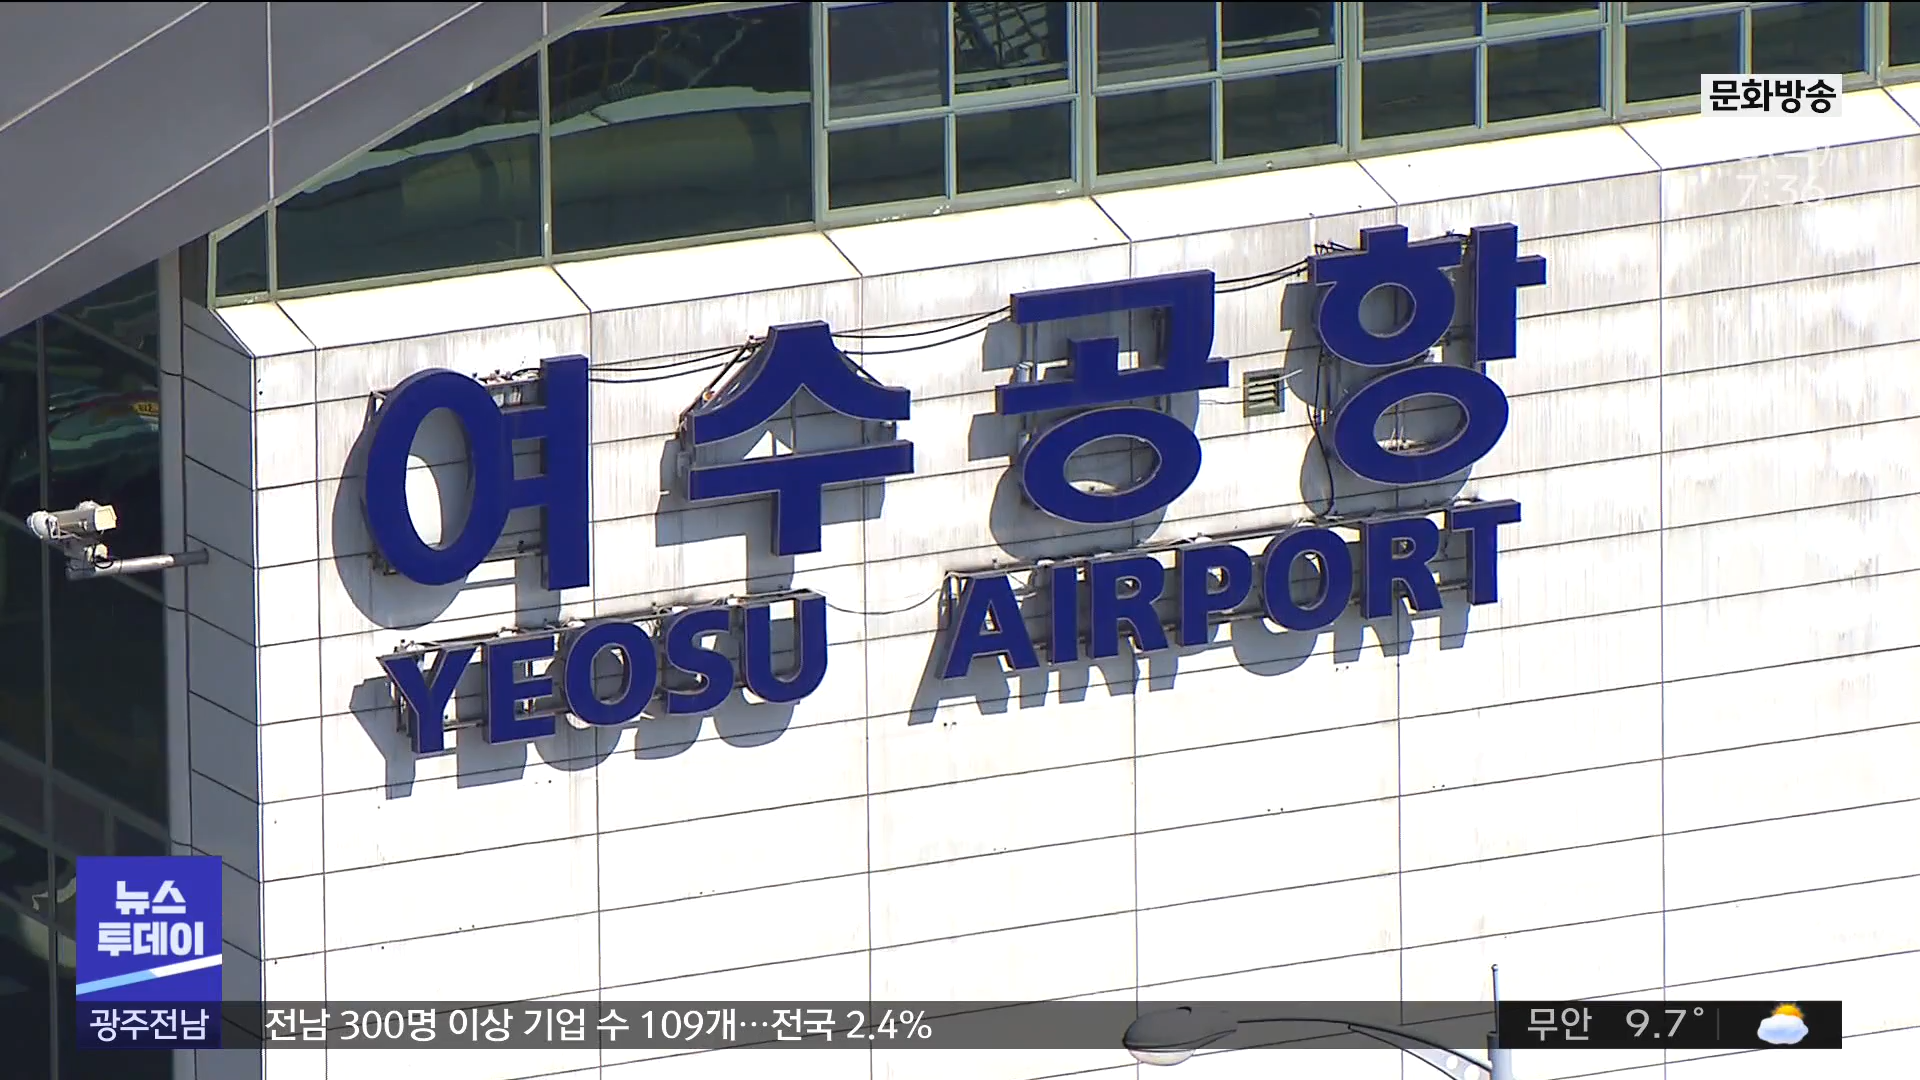 문화방송
7:36
여수공항
YEOSU AIRPORT
뉴스
투데이
광주전남
전남 300명 이상 기업 수 109개…전국 2.4%
무안 9.7°